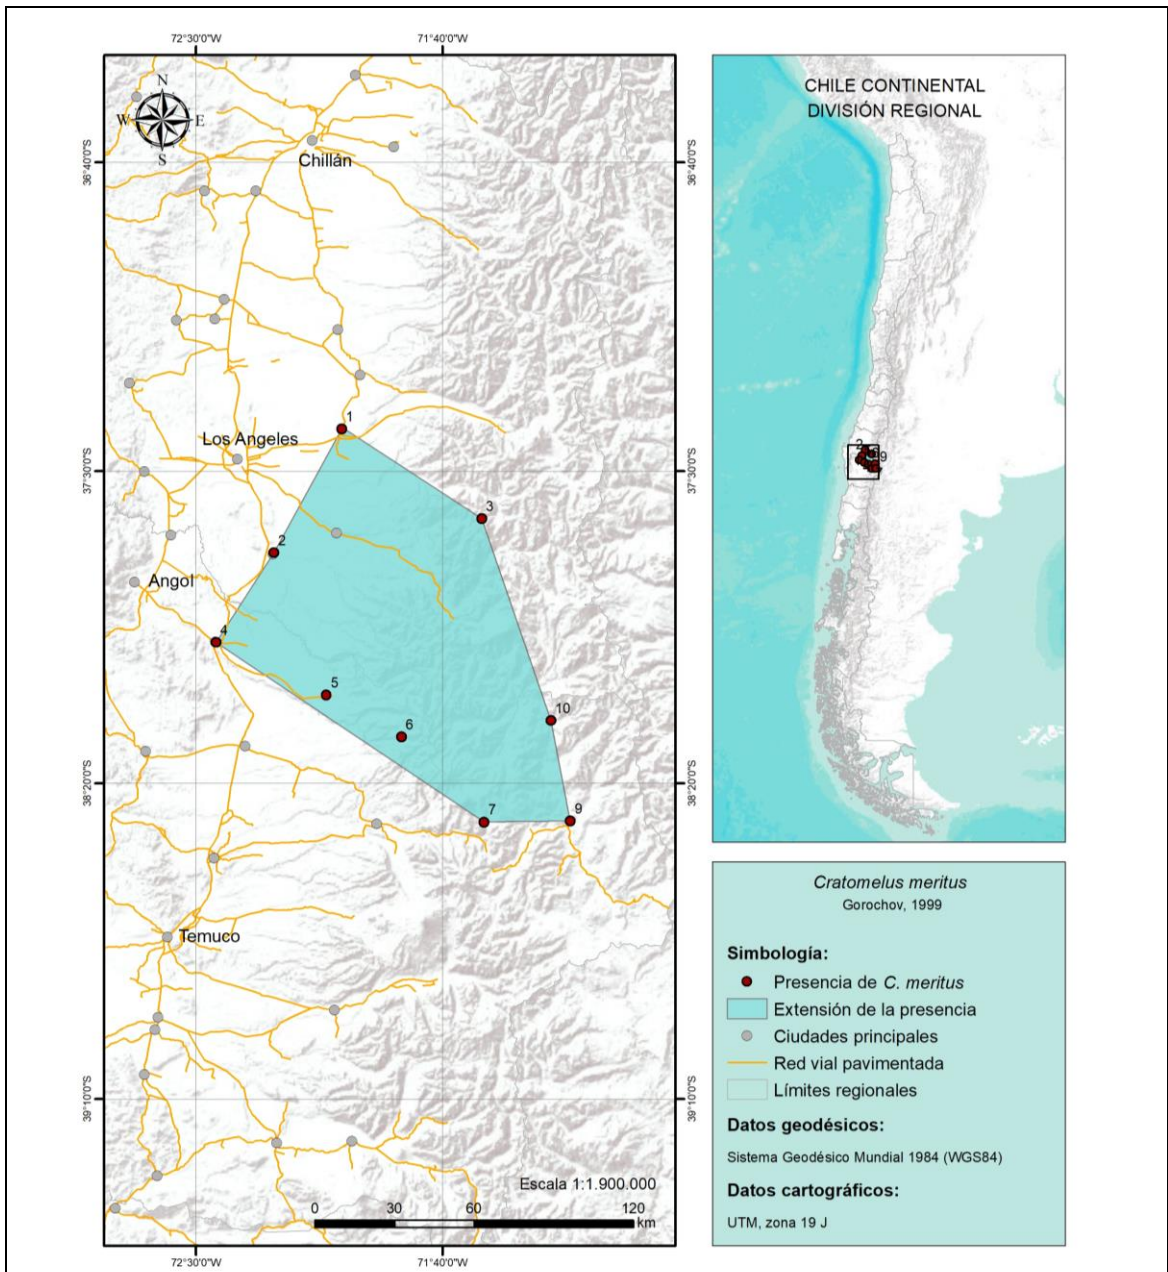 72°30'0"W
71°40'0"W
N
W
E
S
36°40'0"S
36°40'0"S
Chillán
1
Los Angeles
37°30'0"S
37°30'0"S
3
2
Angol
4
5
10
6
38°20'0"S
38°20'0"S
7
9
Temuco
39°10'0"S
39°10'0"S
Escala 1:1.900.000
0
30
60
120
km
72°30'0"W
71°40'0"W
CHILE CONTINENTAL
DIVISIÓN REGIONAL
2
9
Cratomelus meritus
Gorochov, 1999
Simbología:
Presencia de C. meritus
Extensión de la presencia
Ciudades principales
Red vial pavimentada
Límites regionales
Datos geodésicos:
Sistema Geodésico Mundial 1984 (WGS84)
Datos cartográficos:
UTM, zona 19 J